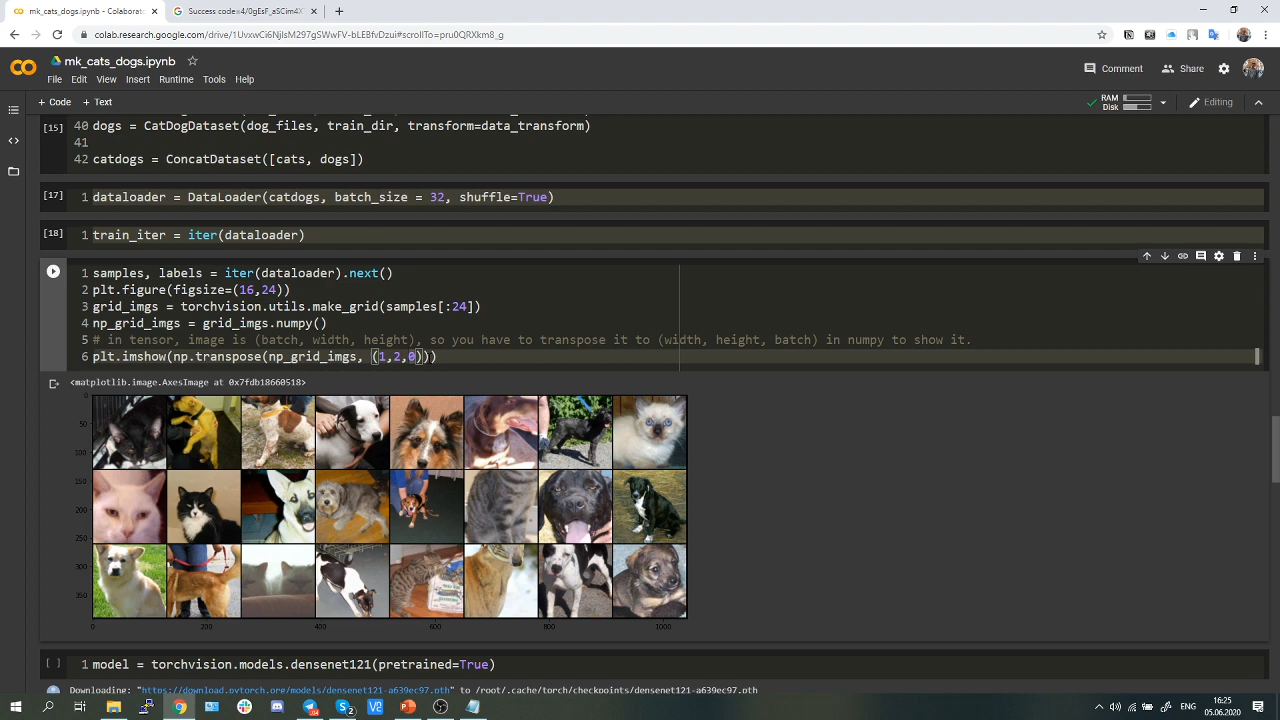 mk_cats_dogs.ipynb - Colaborato
Success code=4/0gEsF_aSCim4X
colab.research.google.com/drive/1UvxwCi6NjlsM297gSWwFV-bLEBfvDzui#scrollTo=pru0QRXkm8_g
mk_cats_dogs.ipynb
File Edit View Insert Runtime Tools Help
Comment Share
+ Code + Text
RAM
Disk
Editing
[15] 40 dogs = CatDogDataset(dog_files, train_dir, transform=data_transform)
41
42 catdogs = ConcatDataset([cats, dogs])
[17] 1 dataloader = DataLoader(catdogs, batch_size = 32, shuffle=True)
[18] 1 train_iter = iter(dataloader)
1 samples, labels = iter(dataloader).next()
2 plt.figure(figsize=(16,24))
3 grid_imgs = torchvision.utils.make_grid(samples[:24])
4 np_grid_imgs = grid_imgs.numpy()
5 # in tensor, image is (batch, width, height), so you have to transpose it to (width, height, batch) in numpy to show it.
6 plt.imshow(np.transpose(np_grid_imgs, (1,2,0)))
<matplotlib.image.AxesImage at 0x7fdb18660518>
0
50
100
150
200
250
300
350
0 200 400 600 800 1000
[ ] 1 model = torchvision.models.densenet121(pretrained=True)
Downloading: "https://download.pytorch.org/models/densenet121-a639ec97.pth" to /root/.cache/torch/checkpoints/densenet121-a639ec97.pth
16:25
05.06.2020